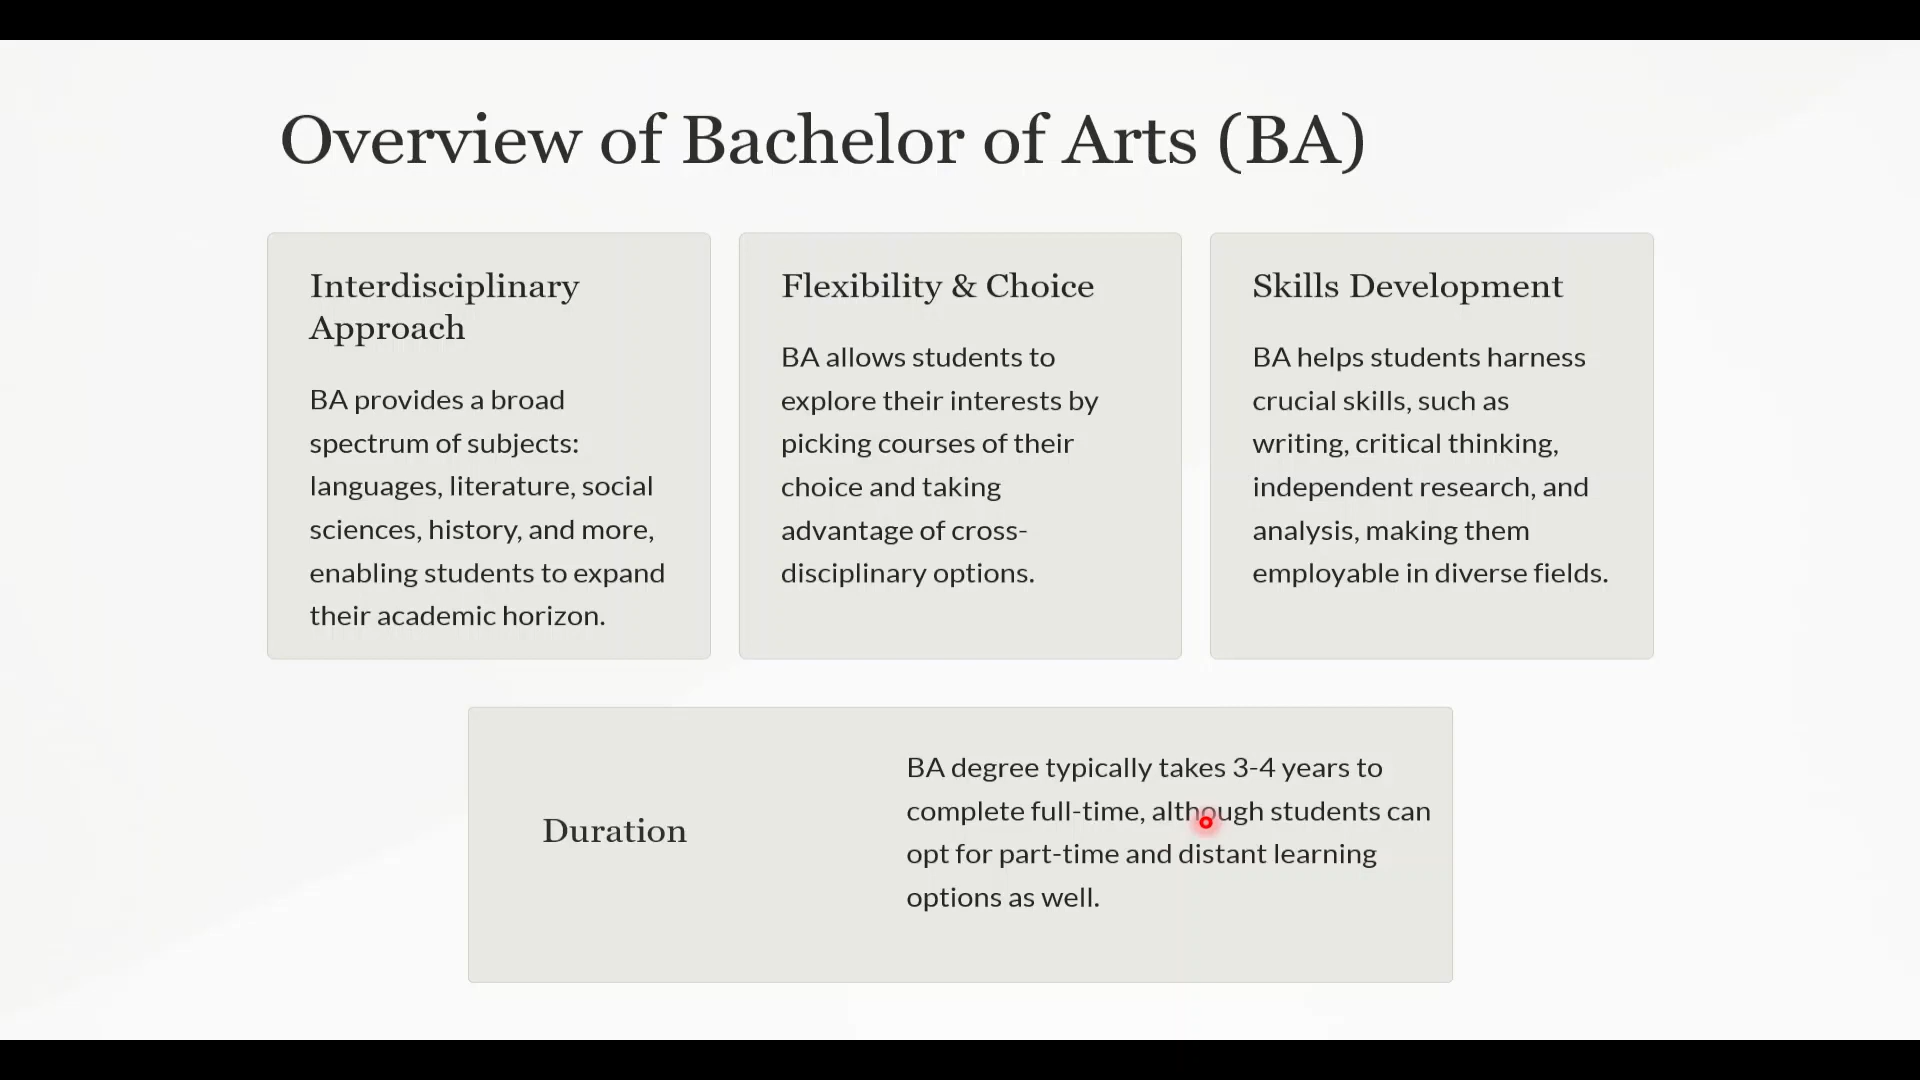 Overview of Bachelor of Arts (BA)
Interdisciplinary
Approach
BA provides a broad
spectrum of subjects:
languages, literature, social
sciences, history, and more,
enabling students to expand
their academic horizon.
Flexibility & Choice
BA allows students to
explore their interests by
picking courses of their
choice and taking
advantage of cross-
disciplinary options.
Skills Development
BA helps students harness
crucial skills, such as
writing, critical thinking,
independent research, and
analysis, making them
employable in diverse fields.
Duration
BA degree typically takes 3-4 years to
complete full-time, although students can
opt for part-time and distant learning
options as well.